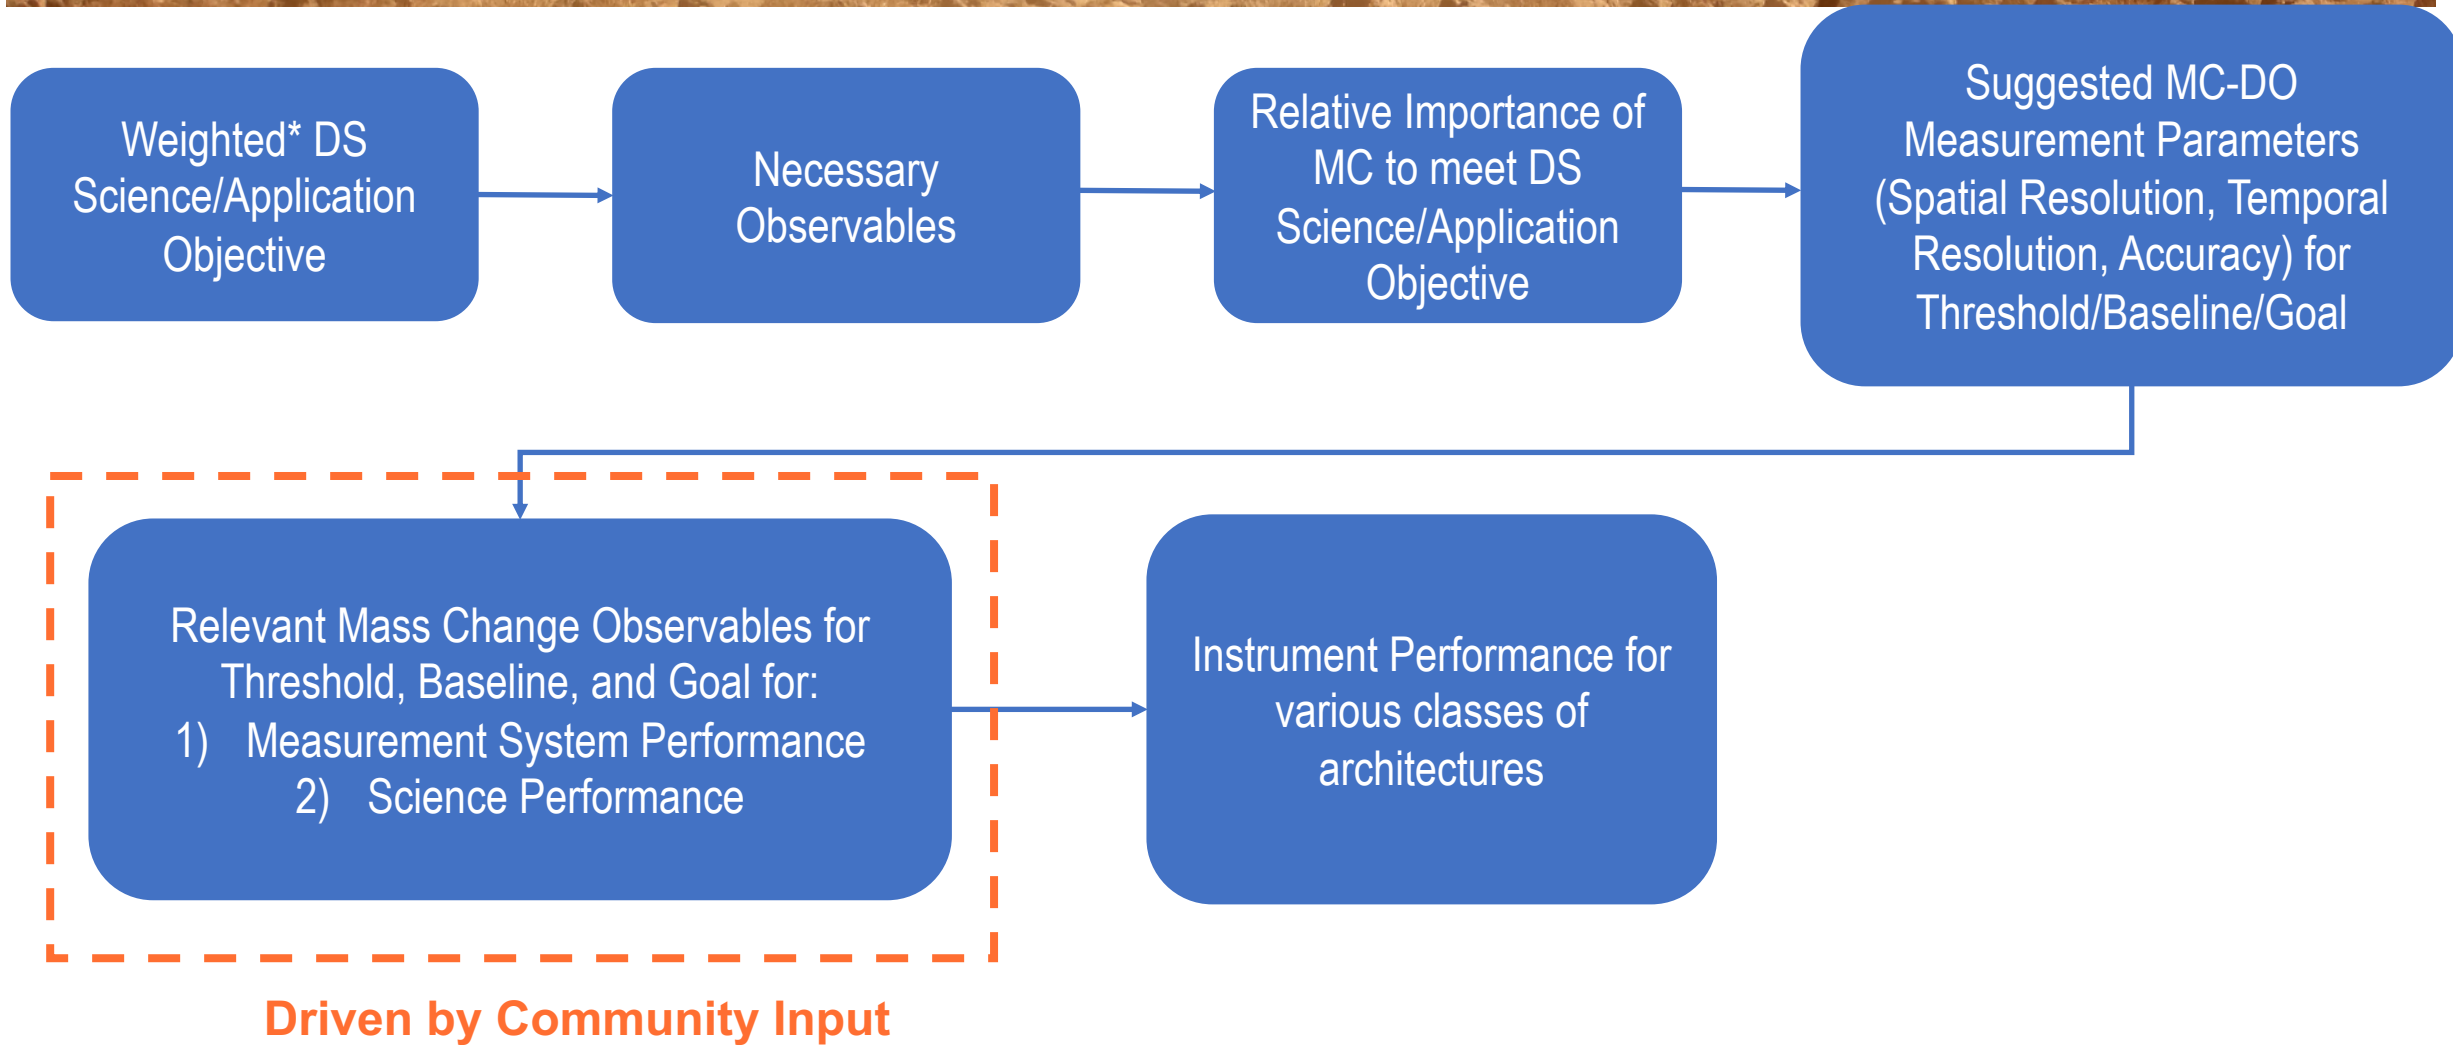 Weighted* DS
Science/Application
Objective
Necessary
Observables
Relative Importance of
MC to meet DS
Science/Application
Objective
Suggested MC-DO
Measurement Parameters
(Spatial Resolution, Temporal
Resolution, Accuracy) for
Threshold/Baseline/Goal
Relevant Mass Change Observables for
Threshold, Baseline, and Goal for:
1) Measurement System Performance
2) Science Performance
Instrument Performance for
various classes of
architectures
Driven by Community Input